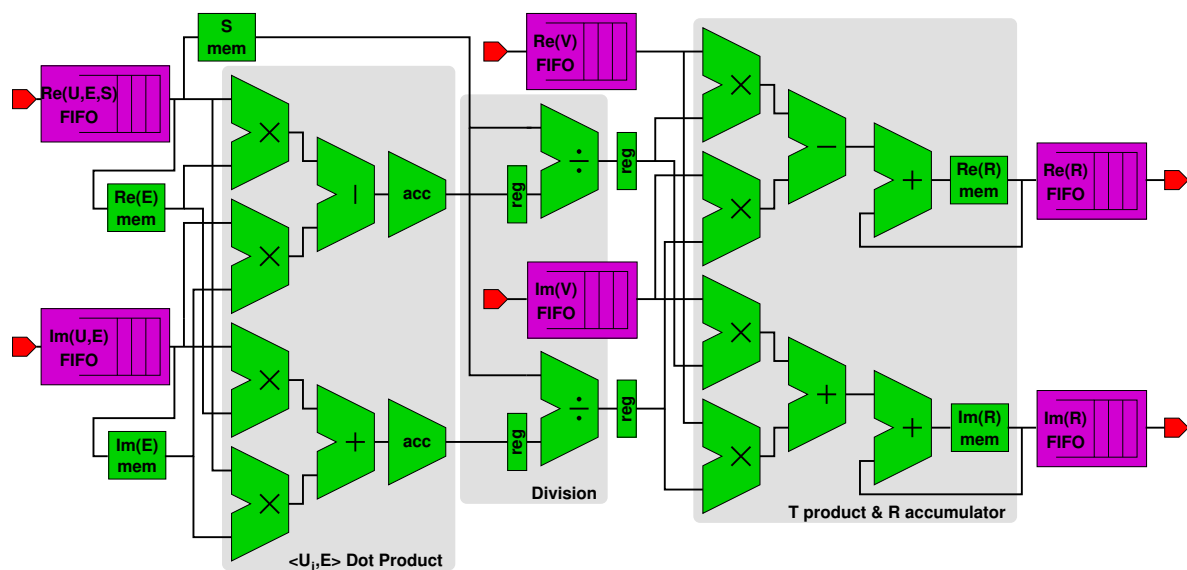 S
mem
Re(V)
FIFO
Re(U,E,S)
FIFO
×
×
−
÷
reg
reg
+
Re(R)
mem
Re(R)
FIFO
Re(E)
mem
|
acc
×
×
Im(V)
FIFO
Im(U,E)
FIFO
×
×
÷
reg
reg
+
+
Im(R)
mem
Im(R)
FIFO
Im(E)
mem
+
acc
×
×
Division
T product & R accumulator
<Ui,E> Dot Product